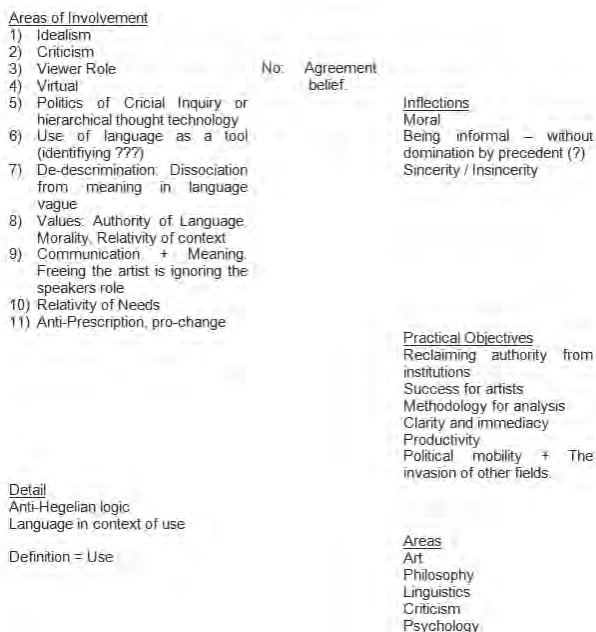 Areas of Involvement
1) Idealism
2) Criticism
3) Viewer Role
4) Virtual
5) Politics of Cricial Inquiry or
hierarchical thought technology
6) Use of language as a tool
(identifiying ???)
7) De-descrimination: Dissociation
from meaning in language
vague
8) Values: Authority of Language.
Morality, Relativity of context
9) Communication + Meaning.
Freeing the artist is ignoring the
speakers role
10) Relativity of Needs
11) Anti-Prescription, pro-change
No: Agreement
belief.
Inflections
Moral
Being informal – without
domination by precedent (?)
Sincerity / Insincerity
Practical Objectives
Reclaiming authority from
institutions
Success for artists
Methodology for analysis
Clarity and immediacy
Productivity
Political mobility + The
invasion of other fields.
Detail
Anti-Hegelian logic
Language in context of use
Definition = Use
Areas
Art
Philosophy
Linguistics
Criticism
Psychology